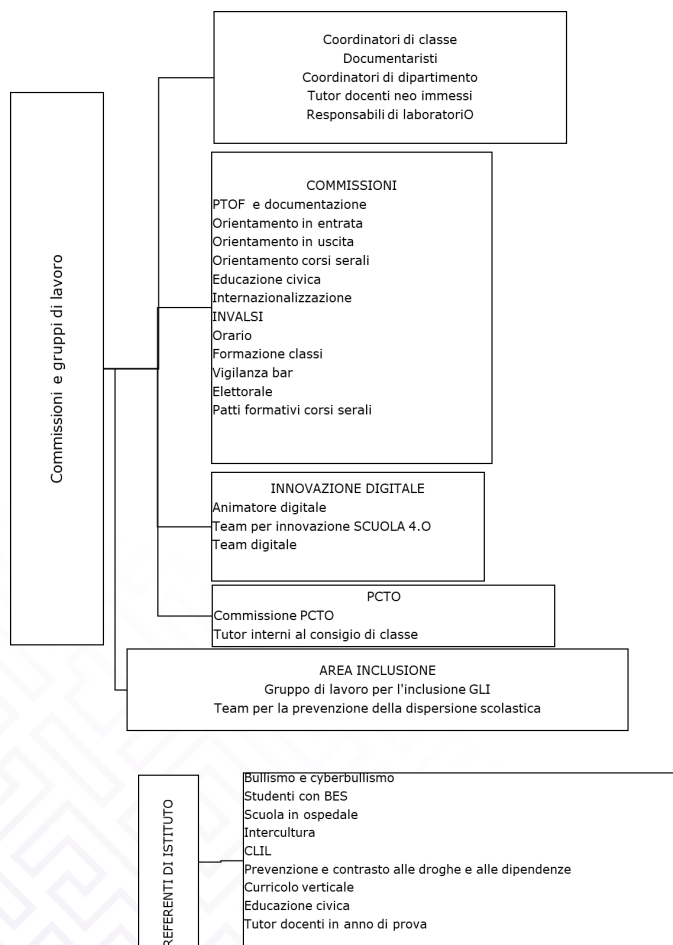 Coordinatori di classe
Documentaristi
Coordinatori di dipartimento
Tutor docenti neo immessi
Responsabili di laboratoriO
Commissioni e gruppi di lavoro
COMMISSIONI
PTOF e documentazione
Orientamento in entrata
Orientamento in uscita
Orientamento corsi serali
Educazione civica
Internazionalizzazione
INVALSI
Orario
Formazione classi
Vigilanza bar
Elettorale
Patti formativi corsi serali
INNOVAZIONE DIGITALE
Animatore digitale
Team per innovazione SCUOLA 4.O
Team digitale
PCTO
Commissione PCTO
Tutor interni al consigio di classe
AREA INCLUSIONE
Gruppo di lavoro per l'inclusione GLI
Team per la prevenzione della dispersione scolastica
REFERENTI DI ISTITUTO
Bullismo e cyberbullismo
Studenti con BES
Scuola in ospedale
Intercultura
CLIL
Prevenzione e contrasto alle droghe e alle dipendenze
Curricolo verticale
Educazione civica
Tutor docenti in anno di prova